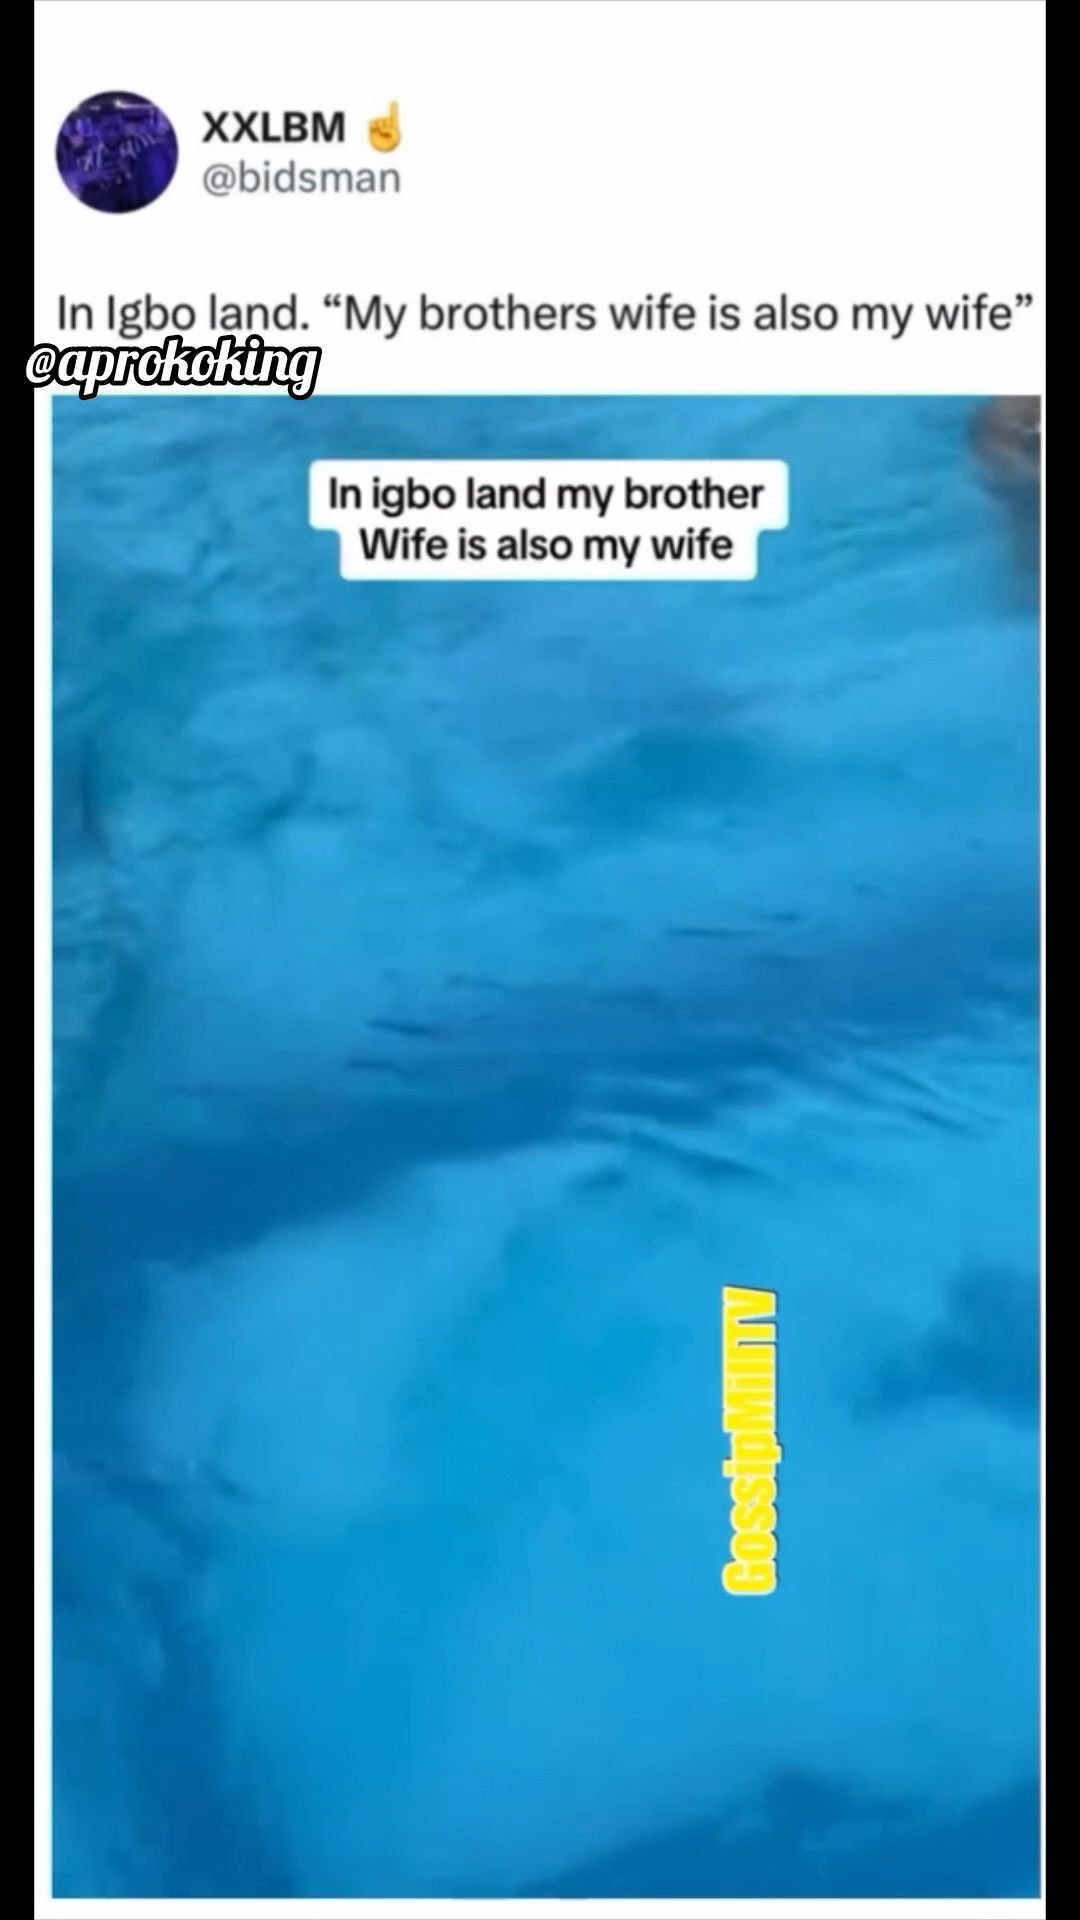 XXLBM ☝
@bidsman
In Igbo land. “My brothers wife is also my wife”
@aprokoking
In igbo land my brother
Wife is also my wife
GossipMillTV